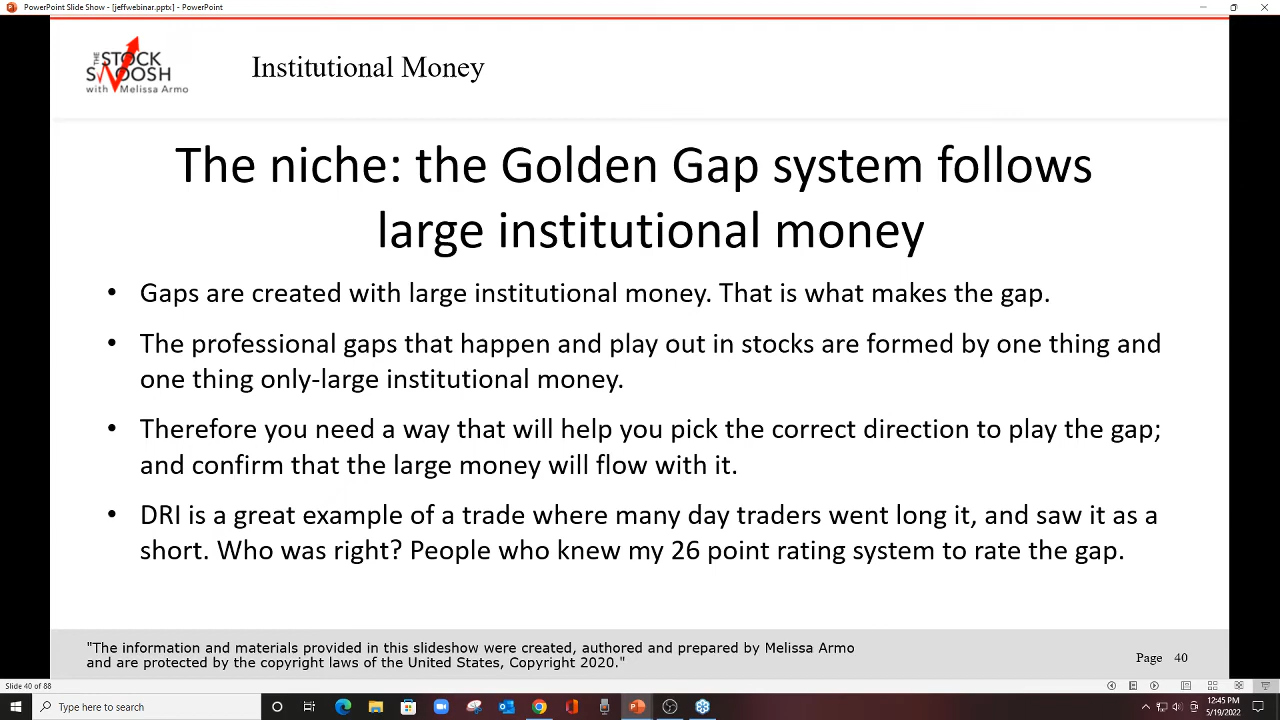 PowerPoint Slide Show - [jeffwebinar.pptx] - PowerPoint
THE
STOCK
SWOOSH
with Melissa Armo
Institutional Money
The niche: the Golden Gap system follows
large institutional money
• Gaps are created with large institutional money. That is what makes the gap.
• The professional gaps that happen and play out in stocks are formed by one thing and
one thing only-large institutional money.
• Therefore you need a way that will help you pick the correct direction to play the gap;
and confirm that the large money will flow with it.
• DRI is a great example of a trade where many day traders went long it, and saw it as a
short. Who was right? People who knew my 26 point rating system to rate the gap.
"The information and materials provided in this slideshow were created, authored and prepared by Melissa Armo
and are protected by the copyright laws of the United States, Copyright 2020."
Page 40
Slide 40 of 88
Type here to search
12:45 PM
5/19/2022